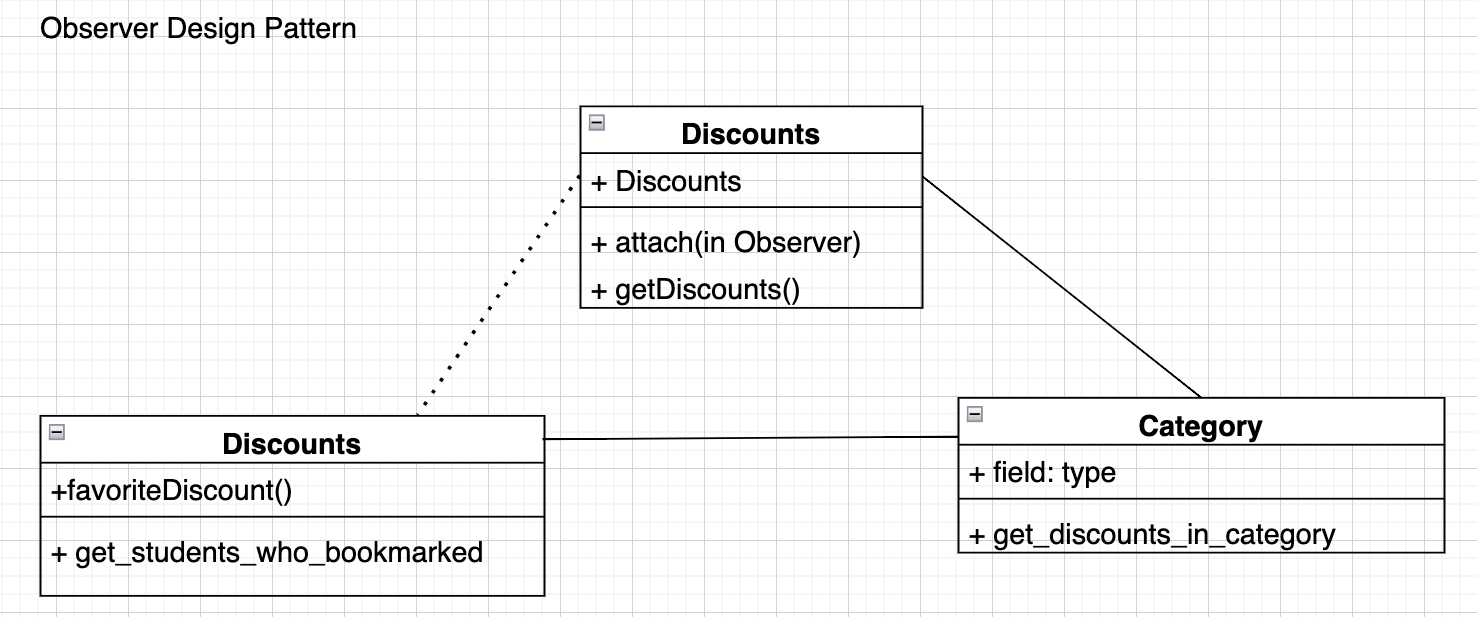 Observer Design Pattern
Discounts
+ Discounts
+ attach(in Observer)
+ getDiscounts()
Discounts
+favoriteDiscount()
+ get_students_who_bookmarked
Category
+ field: type
+ get_discounts_in_category